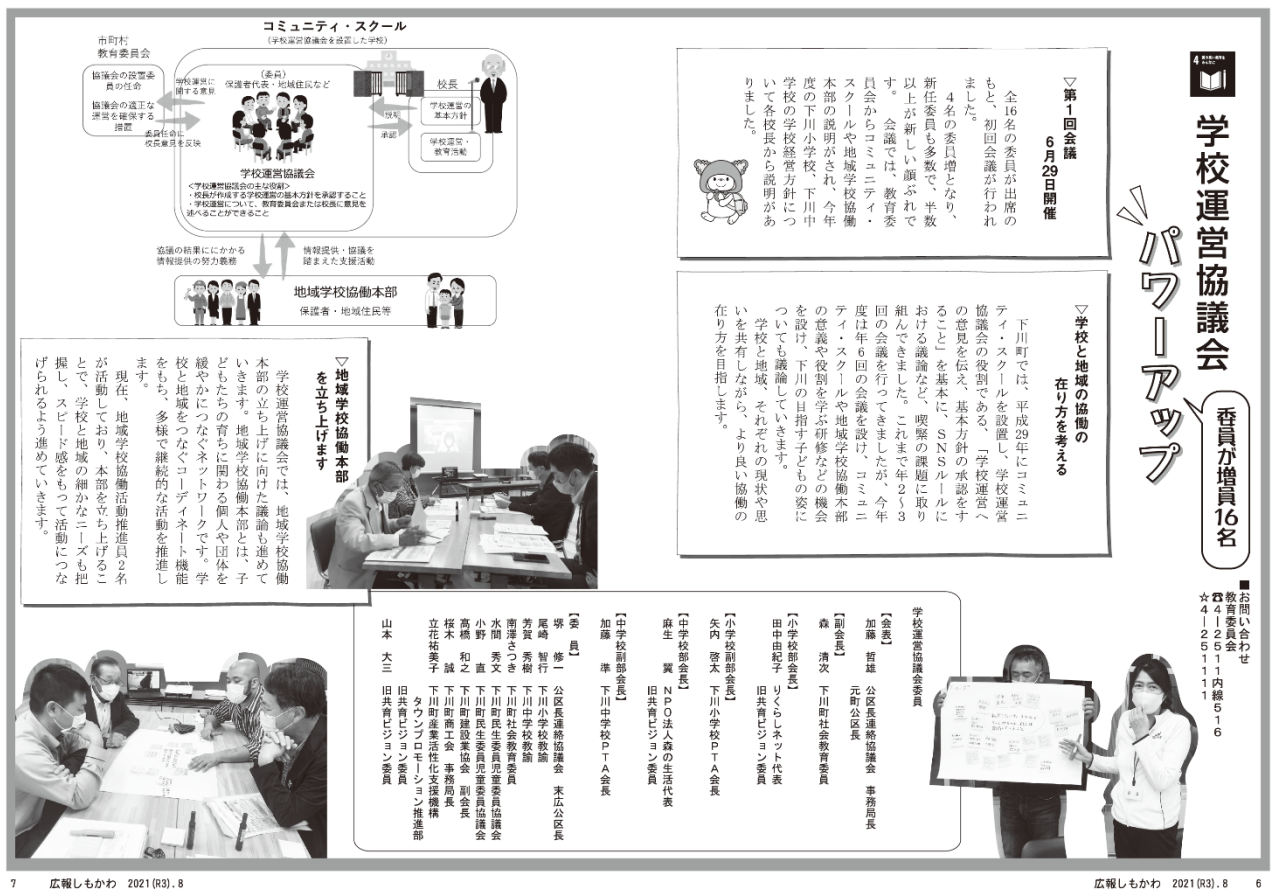 4 質の高い教育をみんなに
学校運営協議会
パワーアップ
委員が増員16名
■お問い合わせ
教育委員会
☎4―2511内線516
☆4―251111
▽第1回会議
6月29日開催
全16名の委員が出席の
もと、初回会議が行われ
ました。
4名の委員増となり、
新任委員も多数で、半数
以上が新しい顔ぶれで
す。 会議では、教育委
員会からコミュニティ・
スクールや地域学校協働
本部の説明がされ、今年
度の下川小学校、下川中
学校の学校経営方針につ
いて各校長から説明があ
りました。
▽学校と地域の協働の
在り方を考える
下川町では、平成29年にコミュニ
ティ・スクールを設置し、学校運営
協議会の役割である、「学校運営へ
の意見を伝え、基本方針の承認をす
ること」を基本に、SNSルールに
おける議論など、喫緊の課題に取り
組んできました。これまで年2～3
回の会議を行ってきましたが、今年
度は年6回の会議を設け、コミュニ
ティ・スクールや地域学校協働本部
の意義や役割を学ぶ研修などの機会
を設け、下川の目指す子どもの姿に
ついても議論していきます。
学校と地域、それぞれの現状や思
いを共有しながら、より良い協働の
在り方を目指します。
コミュニティ・スクール
(学校運営協議会を設置した学校)
市町村
教育委員会
協議会の設置委
員の任命
協議会の適正な
運営を確保する
措置
学校運営に
関する意見
委員任命に
校長意見を反映
(委員)
保護者代表・地域住民など
学校運営協議会
<学校運営協議会の主な役割>
・校長が作成する学校運営の基本方針を承認すること
・学校運営について、教育委員会または校長に意見を
述べることができること
説明
承認
校長
学校運営の
基本方針
学校運営・
教育活動
協議の結果ににかかる
情報提供の努力義務
情報提供・協議を
踏まえた支援活動
地域学校協働本部
保護者・地域住民等
▽地域学校協働本部
を立ち上げます
学校運営協議会では、地域学校協働
本部の立ち上げに向けた議論も進めて
いきます。地域学校協働本部とは、子
どもたちの育ちに関わる個人や団体を
緩やかにつなぐネットワークです。学
校と地域をつなぐコーディネート機能
をもち、多様で継続的な活動を推進し
ます。
現在、地域学校協働活動推進員2名
が活動しており、本部を立ち上げるこ
とで、学校と地域の細かなニーズも把
握し、スピード感をもって活動につな
げられるよう進めていきます。
学校運営協議会委員
【会表】
加藤 哲雄 公区長連絡協議会 事務局長
元町公区長
【副会長】
森 清次 下川町社会教育委員
【小学校部会長】
田中由紀子 りくらしネット代表
旧共育ビジョン委員
【小学校副部会長】
矢内 啓太 下川小学校PTA会長
【中学校部会長】
麻生 翼 NPO法人森の生活代表
旧共育ビジョン委員
【中学校副部会長】
加藤 準 下川中学校PTA会長
【委 員】
堺 修一 公区長連絡協議会 末広公区長
尾崎 智行 下川小学校教諭
芳賀 秀樹 下川中学校教諭
南澤さつき 下川町社会教育委員
水間 秀文 下川町民生委員児童委員協議会
小野 直 下川町民生委員児童委員協議会
髙橋 和之 下川町建設業協会 副会長
桜木 誠 下川町商工会 事務局長
立花祐美子 下川町産業活性化支援機構
タウンプロモーション推進部
旧共育ビジョン委員
山本 大三 旧共育ビジョン委員
7 広報しもかわ 2021(R3).8
広報しもかわ 2021(R3).8 6